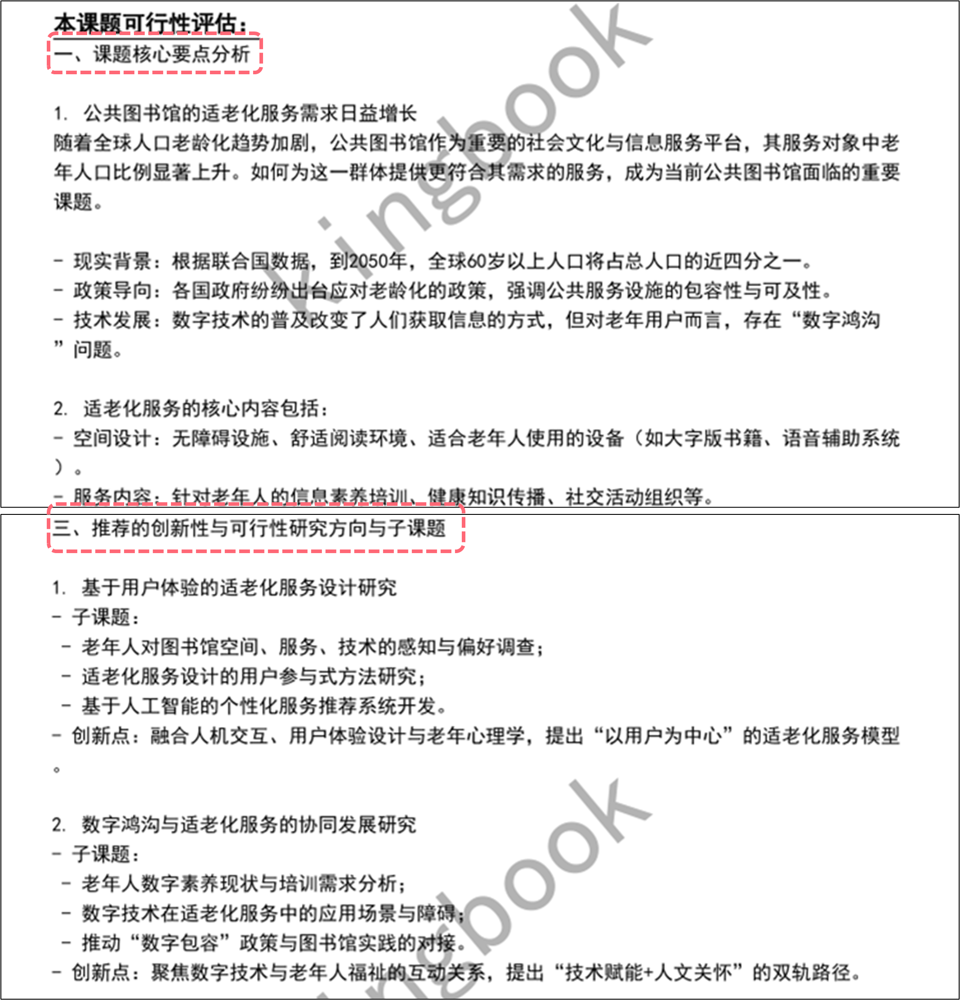 本课题可行性评估：
一、课题核心要点分析
1. 公共图书馆的适老化服务需求日益增长
随着全球人口老龄化趋势加剧，公共图书馆作为重要的社会文化与信息服务平台，其服务对象中老
年人口比例显著上升。如何为这一群体提供更符合其需求的服务，成为当前公共图书馆面临的重要
课题。
- 现实背景：根据联合国数据，到2050年，全球60岁以上人口将占总人口的近四分之一。
- 政策导向：各国政府纷纷出台应对老龄化的政策，强调公共服务设施的包容性与可及性。
- 技术发展：数字技术的普及改变了人们获取信息的方式，但对老年用户而言，存在“数字鸿沟
”问题。
2. 适老化服务的核心内容包括：
- 空间设计：无障碍设施、舒适阅读环境、适合老年人使用的设备（如大字版书籍、语音辅助系统
）。
- 服务内容：针对老年人的信息素养培训、健康知识传播、社交活动组织等。
kingbook
三、推荐的创新性与可行性研究方向与子课题
1. 基于用户体验的适老化服务设计研究
- 子课题：
- 老年人对图书馆空间、服务、技术的感知与偏好调查；
- 适老化服务设计的用户参与式方法研究；
- 基于人工智能的个性化服务推荐系统开发。
- 创新点：融合人机交互、用户体验设计与老年心理学，提出“以用户为中心”的适老化服务模型
。
2. 数字鸿沟与适老化服务的协同发展研究
- 子课题：
- 老年人数字素养现状与培训需求分析；
- 数字技术在适老化服务中的应用场景与障碍；
- 推动“数字包容”政策与图书馆实践的对接。
- 创新点：聚焦数字技术与老年人福祉的互动关系，提出“技术赋能+人文关怀”的双轨路径。
ingbook